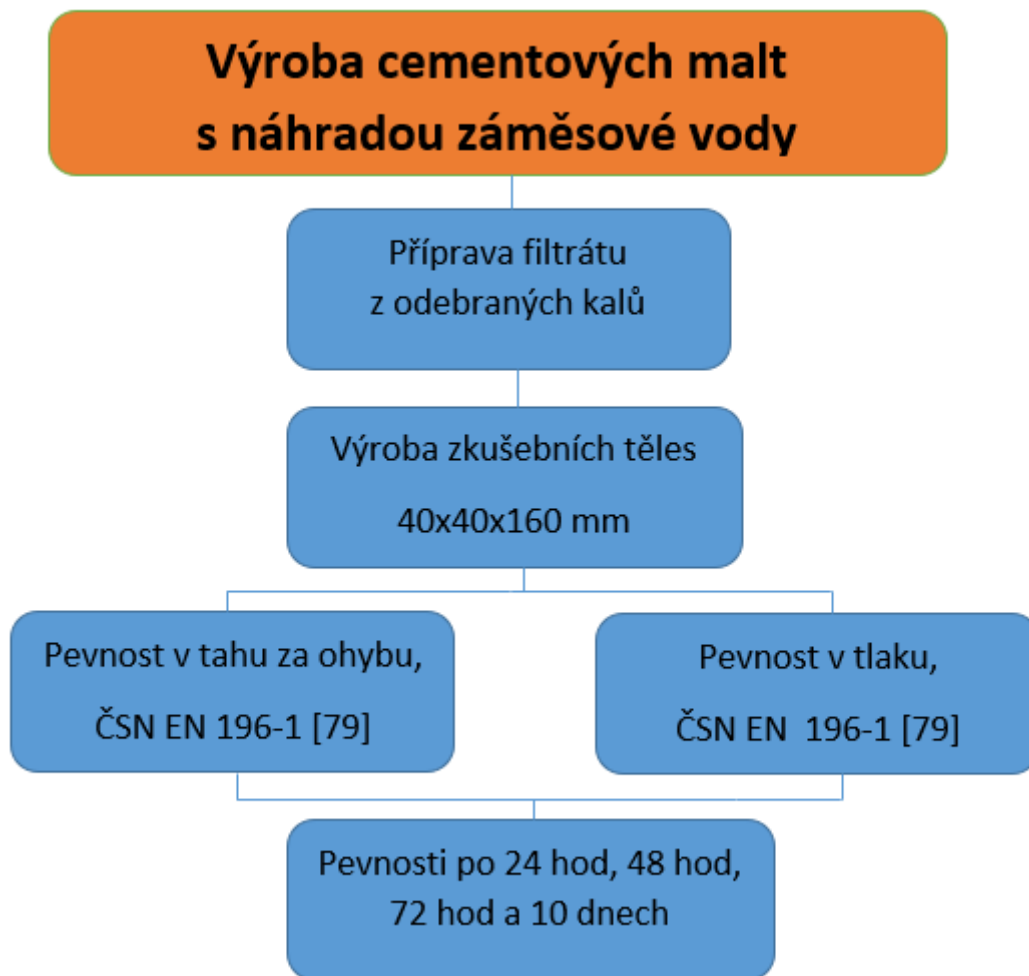 Výroba cementových malt
s náhradou záměsové vody
Příprava filtrátu
z odebraných kalů
Výroba zkušebních těles
40x40x160 mm
Pevnost v tahu za ohybu,
ČSN EN 196-1 [79]
Pevnost v tlaku,
ČSN EN 196-1 [79]
Pevnosti po 24 hod, 48 hod,
72 hod a 10 dnech